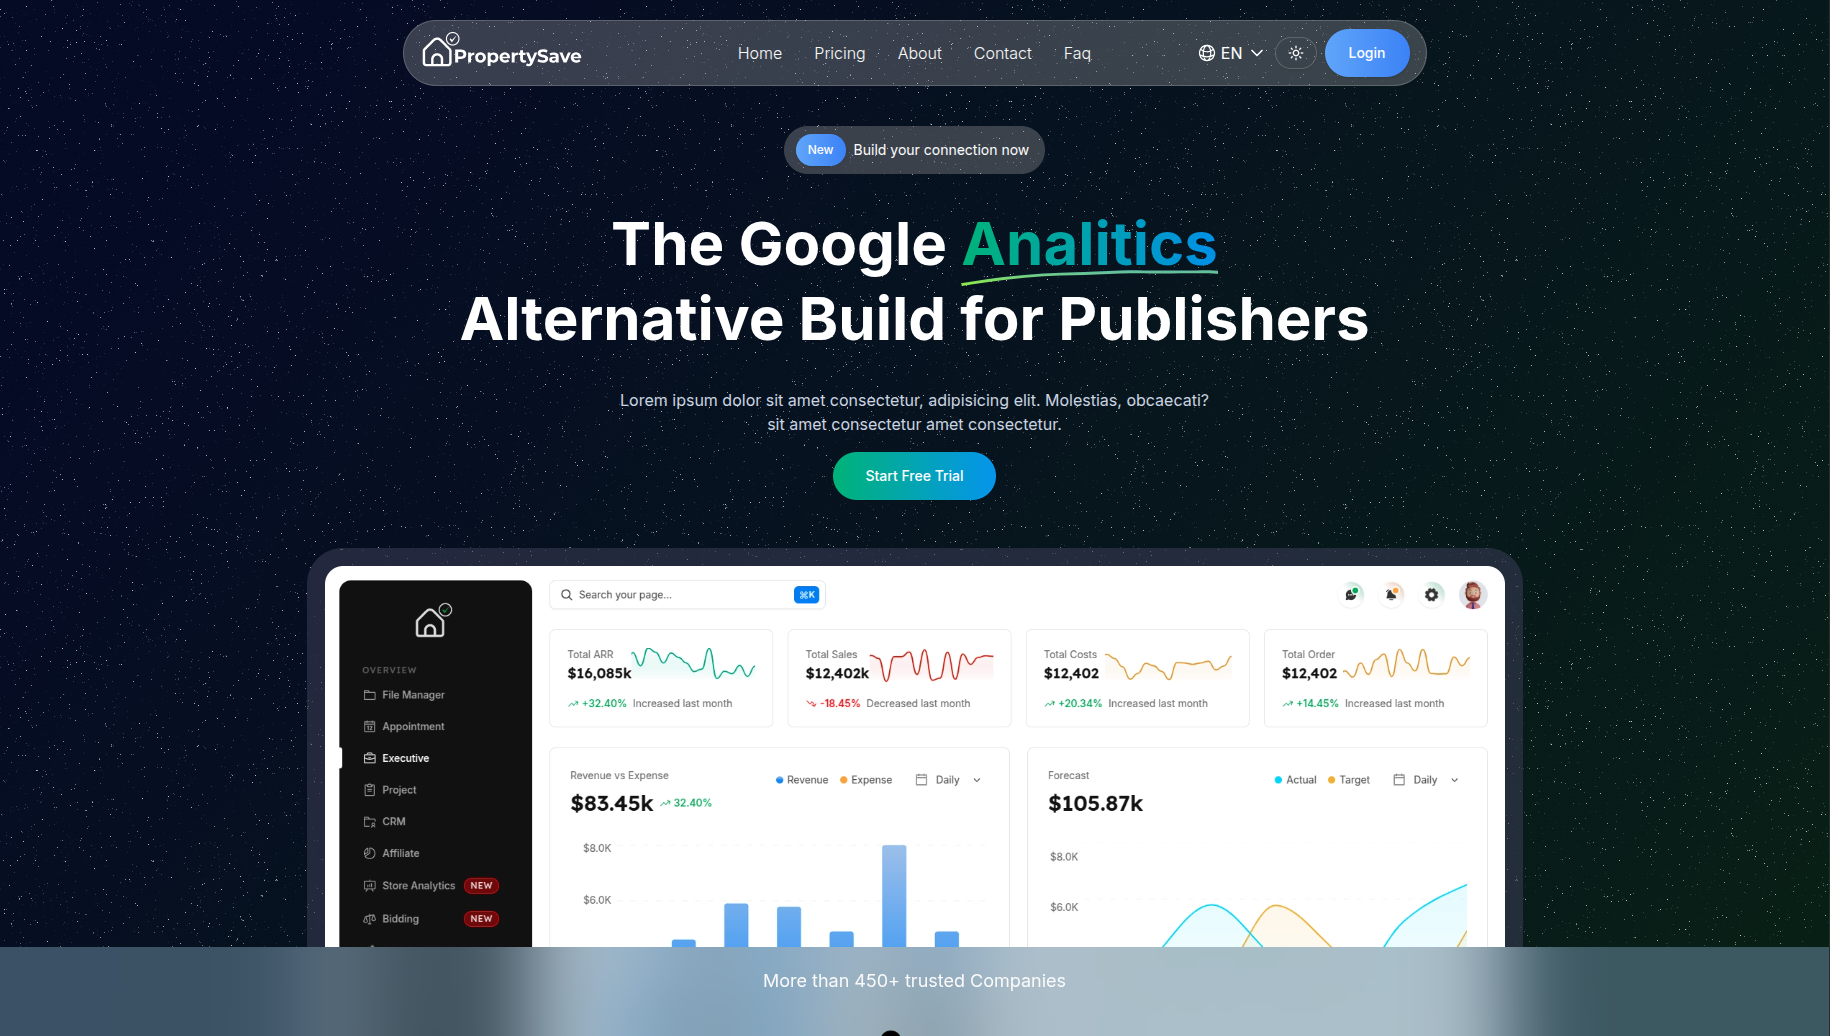 PropertySave
Home Pricing About Contact Faq
EN
Login
New Build your connection now
The Google Analitics
Alternative Build for Publishers
Lorem ipsum dolor sit amet consectetur, adipisicing elit. Molestias, obcaecati?
sit amet consectetur amet consectetur.
Start Free Trial
Search your page...
⌘K
OVERVIEW
File Manager
Appointment
Executive
Project
CRM
Affiliate
Store Analytics NEW
Bidding NEW
Total ARR
$16,085k
+32.40% Increased last month
Total Sales
$12,402k
-18.45% Decreased last month
Total Costs
$12,402
+20.34% Increased last month
Total Order
$12,402
+14.45% Increased last month
Revenue vs Expense
Revenue Expense Daily
$83.45k 32.40%
$8.0K
$6.0K
Forecast
Actual Target Daily
$105.87k
$8.0K
$6.0K
More than 450+ trusted Companies